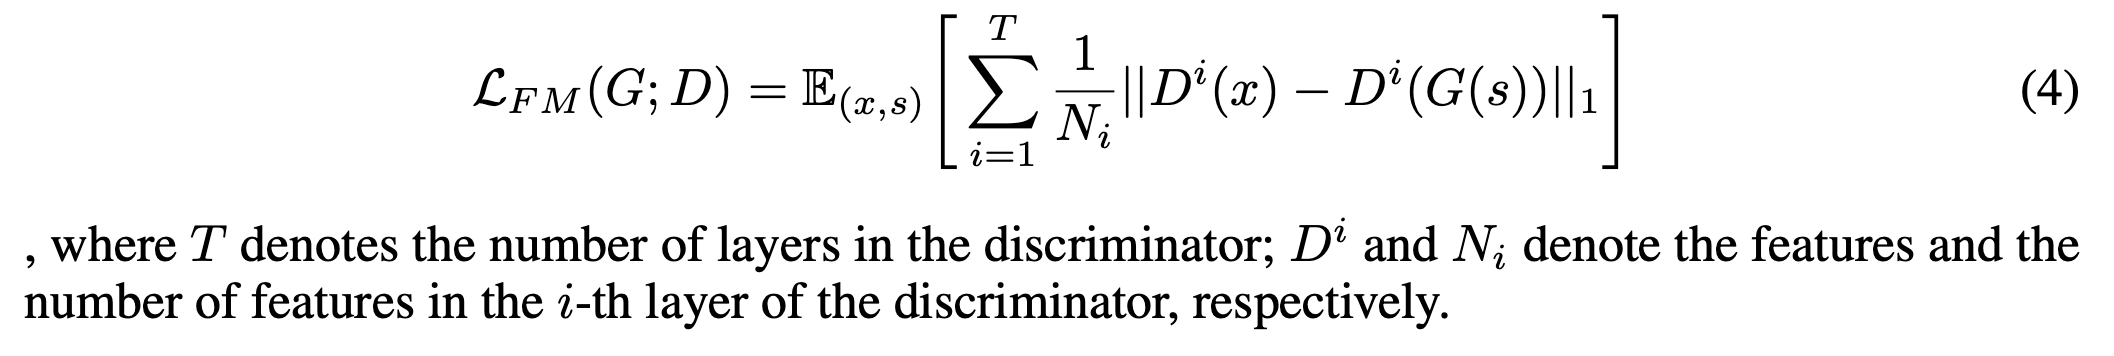 $\mathcal{L}_{FM}(G; D) = \mathbb{E}_{(x,s)} \left[ \sum_{i=1}^{T} \frac{1}{N_i} ||D^i(x) - D^i(G(s))||_1 \right]$ (4)
, where $T$ denotes the number of layers in the discriminator; $D^i$ and $N_i$ denote the features and the
number of features in the $i$-th layer of the discriminator, respectively.